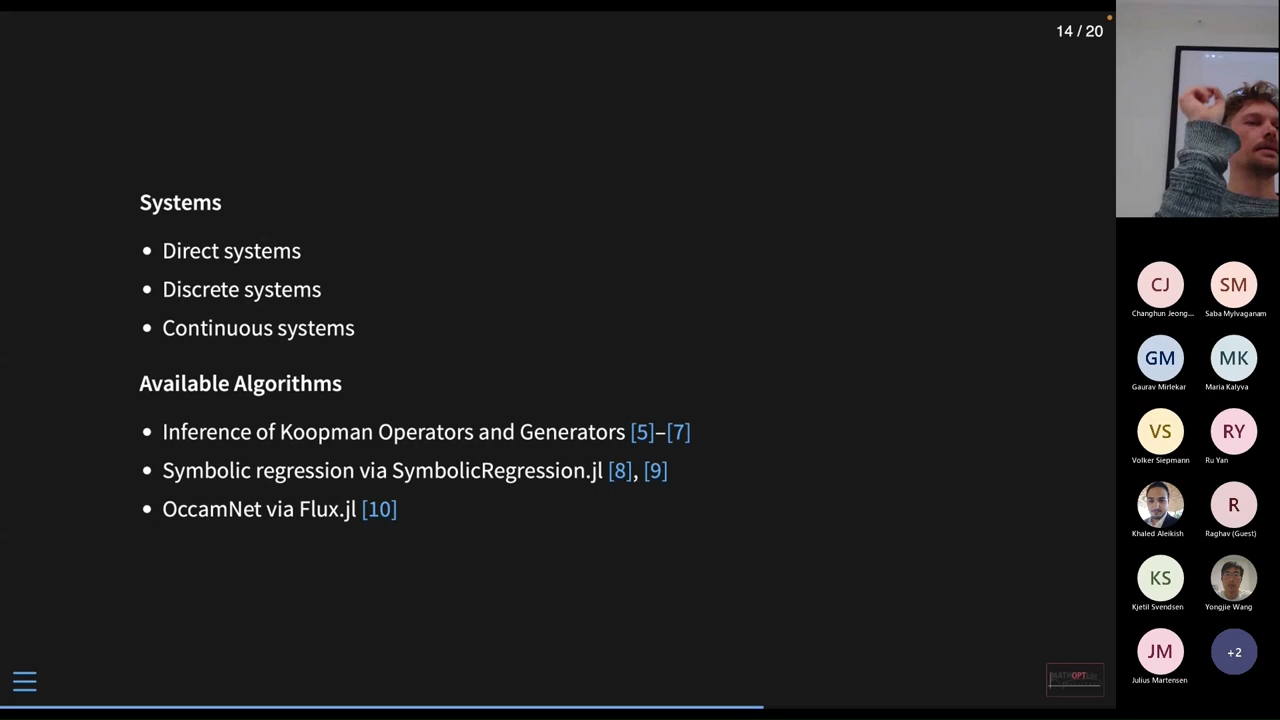 14 / 20
Systems
• Direct systems
• Discrete systems
• Continuous systems
Available Algorithms
• Inference of Koopman Operators and Generators [5]–[7]
• Symbolic regression via SymbolicRegression.jl [8], [9]
• OccamNet via Flux.jl [10]
CJ
Changhun Jeong...
SM
Saba Mylvaganam
GM
Gaurav Mirlekar
MK
Maria Kalyva
VS
Volker Siepmann
RY
Ru Yan
Khaled Aleikish
R
Raghav (Guest)
KS
Kjetil Svendsen
Yongjie Wang
JM
Julius Martensen
+2